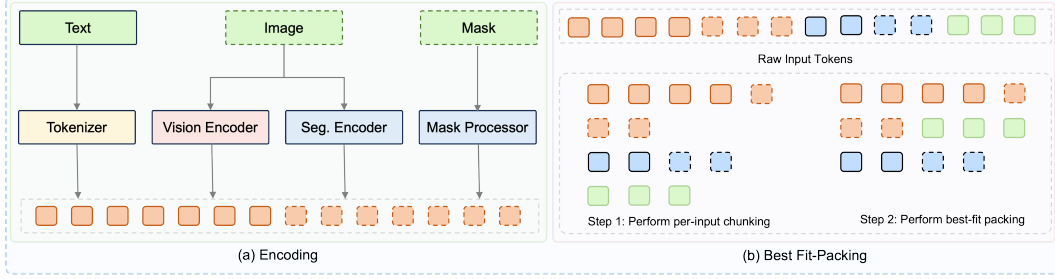 Text
Image
Mask
Tokenizer
Vision Encoder
Seg. Encoder
Mask Processor
(a) Encoding
Raw Input Tokens
Step 1: Perform per-input chunking
Step 2: Perform best-fit packing
(b) Best Fit-Packing